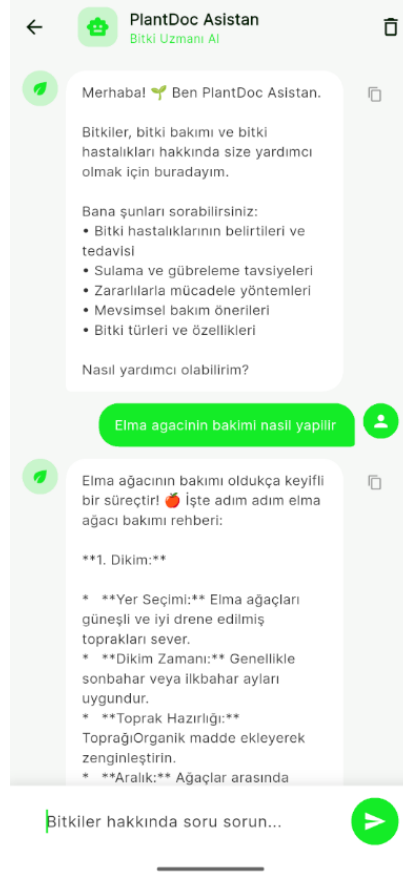 PlantDoc Asistan
Bitki Uzmanı AI
Merhaba! 🌱 Ben PlantDoc Asistan.
Bitkiler, bitki bakımı ve bitki
hastalıkları hakkında size yardımcı
olmak için buradayım.
Bana şunları sorabilirsiniz:
• Bitki hastalıklarının belirtileri ve
tedavisi
• Sulama ve gübreleme tavsiyeleri
• Zararlılarla mücadele yöntemleri
• Mevsimsel bakım önerileri
• Bitki türleri ve özellikleri
Nasıl yardımcı olabilirim?
Elma agacinin bakimi nasil yapilir
Elma ağacının bakımı oldukça keyifli
bir süreçtir! 🍎 İşte adım adım elma
ağacı bakımı rehberi:
**1. Dikim:**
* **Yer Seçimi:** Elma ağaçları
güneşli ve iyi drene edilmiş
toprakları sever.
* **Dikim Zamanı:** Genellikle
sonbahar veya ilkbahar ayları
uygundur.
* **Toprak Hazırlığı:**
ToprağıOrganik madde ekleyerek
zenginleştirin.
* **Aralık:** Ağaçlar arasında
Bitkiler hakkında soru sorun...